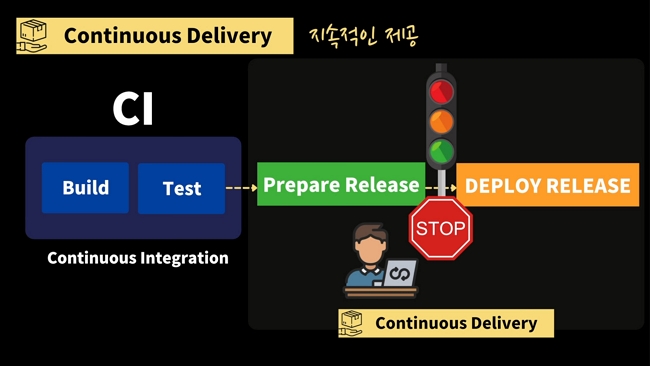 Continuous Delivery 지속적인 제공
CI
Build
Test
Continuous Integration
Prepare Release
DEPLOY RELEASE
STOP
Continuous Delivery